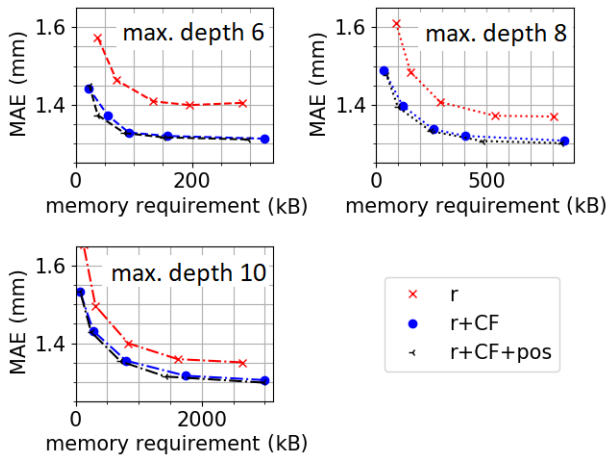 max. depth 6
1.6
1.4
MAE (mm)
0
200
memory requirement (kB)
max. depth 8
1.6
1.4
MAE (mm)
0
500
memory requirement (kB)
max. depth 10
1.6
1.4
MAE (mm)
0
2000
memory requirement (kB)
r
r+CF
r+CF+pos